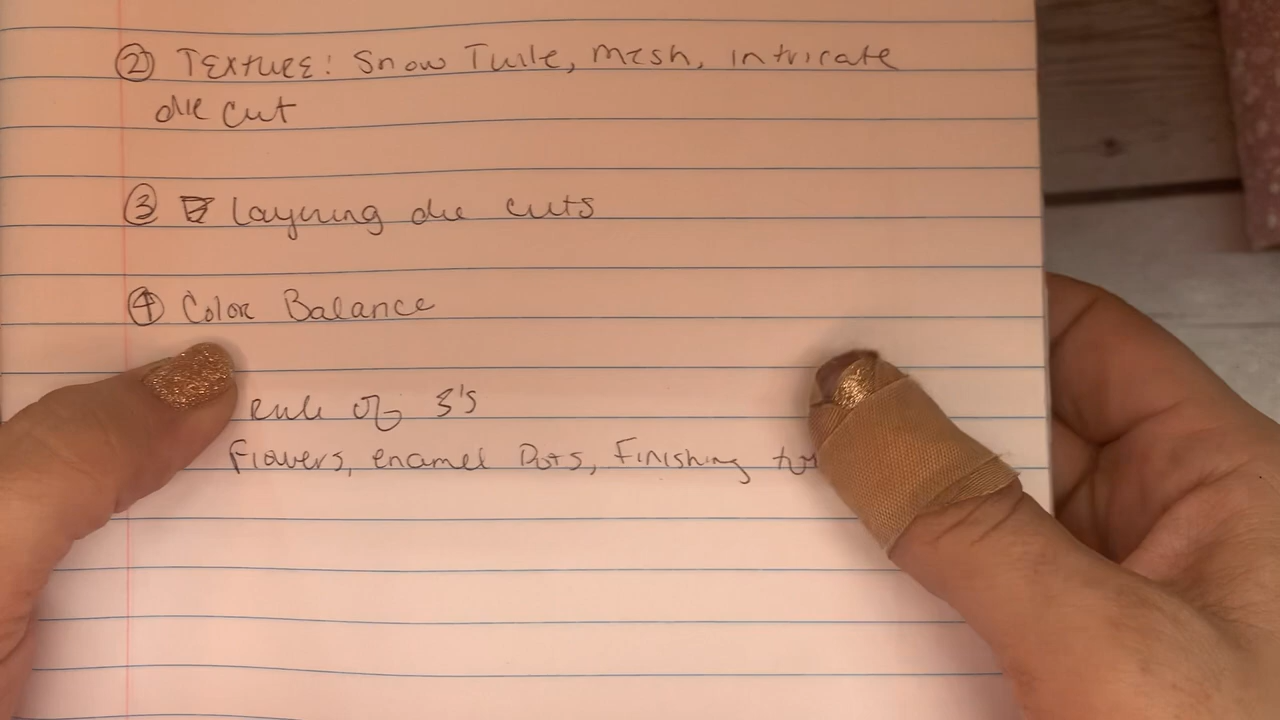 ② Texture: Snow Tulle, mesh, intricate
die cut
③ Layering die cuts
④ Color Balance
Rule of 3's
Flowers, enamel Dots, Finishing